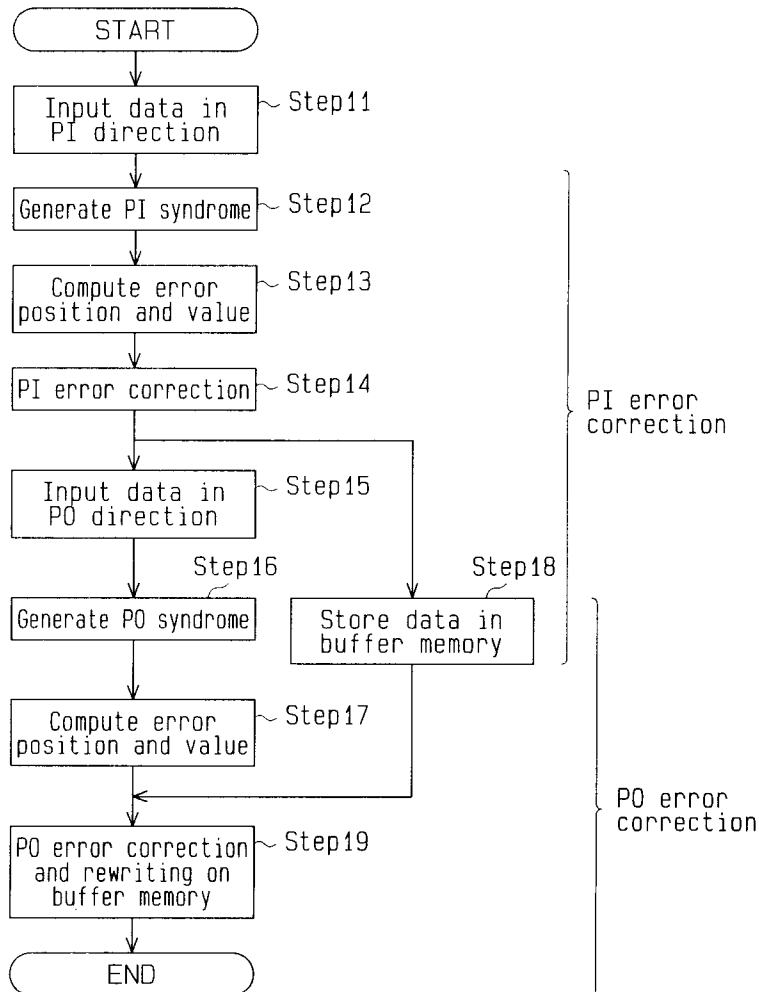 START
Input data in
PI direction
Step11
Generate PI syndrome
Step12
Compute error
position and value
Step13
PI error correction
Step14
PI error
correction
Input data in
PO direction
Step15
Step16
Generate PO syndrome
Step18
Store data in
buffer memory
Compute error
position and value
Step17
PO error
correction
PO error correction
and rewriting on
buffer memory
Step19
END